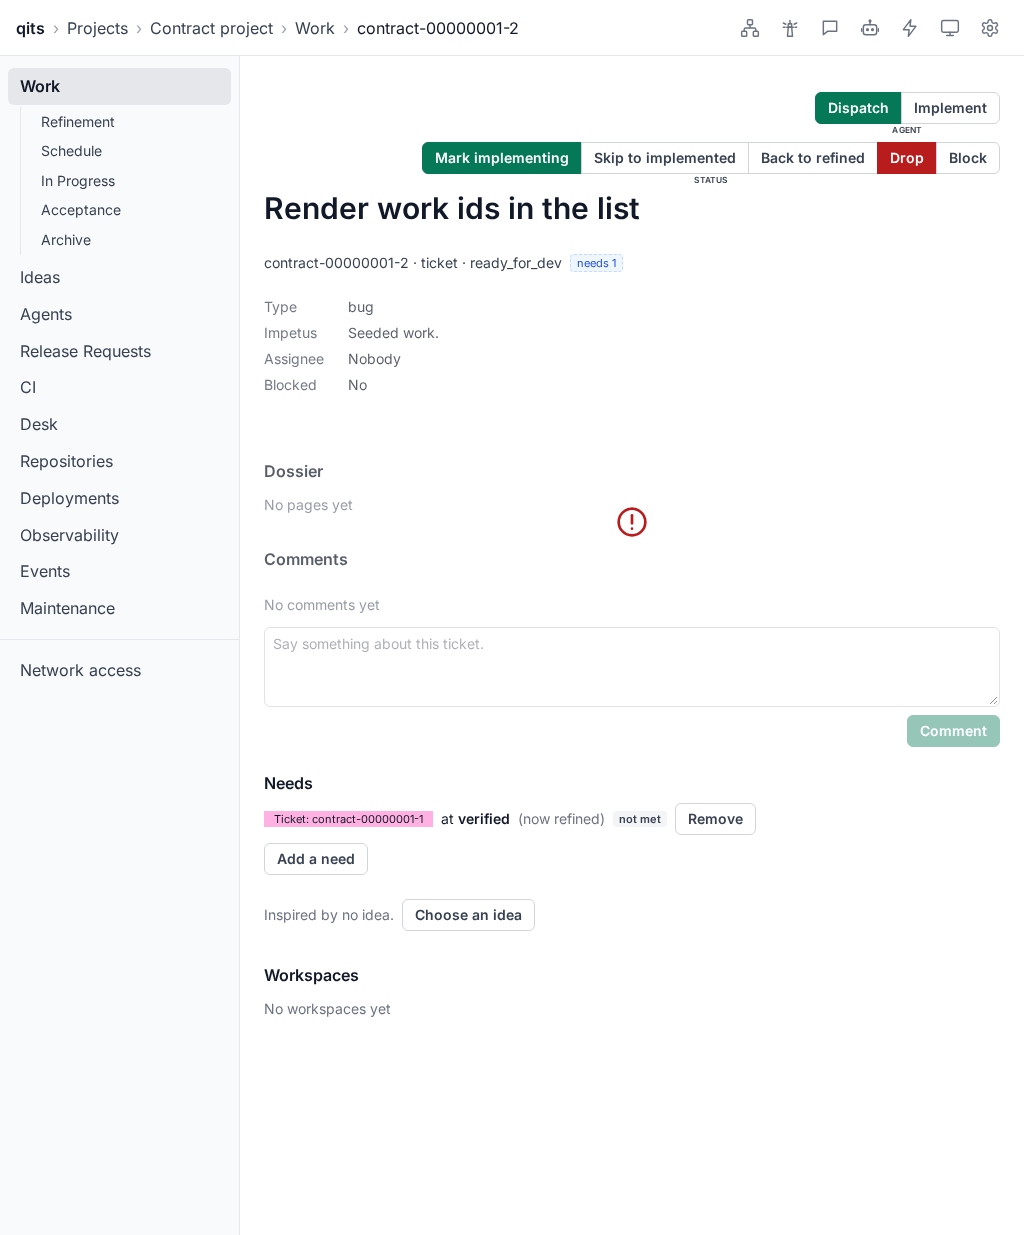 qits › Projects › Contract project › Work › contract-00000001-2
Work
Refinement
Schedule
In Progress
Acceptance
Archive
Ideas
Agents
Release Requests
CI
Desk
Repositories
Deployments
Observability
Events
Maintenance
Network access
Dispatch Implement
AGENT
Mark implementing Skip to implemented Back to refined Drop Block
STATUS
Render work ids in the list
contract-00000001-2 · ticket · ready_for_dev needs 1
Type bug
Impetus Seeded work.
Assignee Nobody
Blocked No
Dossier
No pages yet
Comments
No comments yet
Say something about this ticket.
Comment
Needs
Ticket: contract-00000001-1 at verified (now refined) not met Remove
Add a need
Inspired by no idea. Choose an idea
Workspaces
No workspaces yet